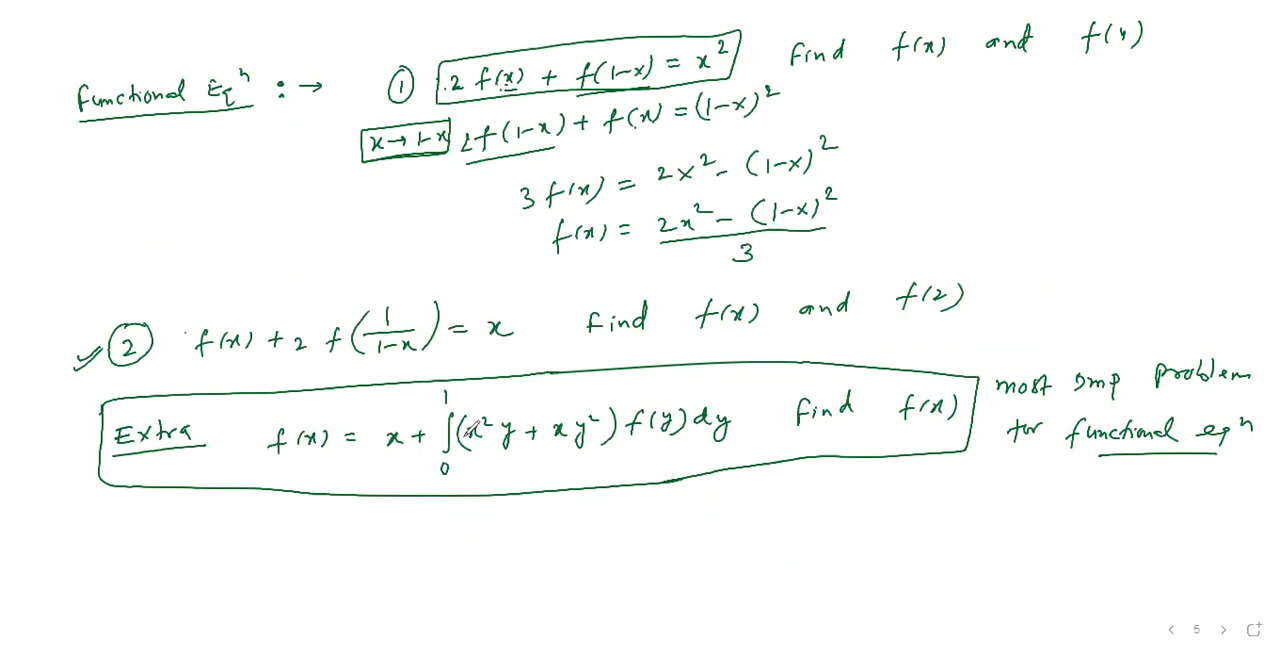 Functional Eqⁿ : → ① 2 f(x) + f(1-x) = x² Find f(x) and f(4)
x → 1-x 2f(1-x) + f(x) = (1-x)²
3 f(x) = 2x² - (1-x)²
f(x) = (2x² - (1-x)²)/3
② f(x) + 2 f(1/(1-x)) = x Find f(x) and f(2)
Extra f(x) = x + ∫₀¹ (x²y + xy²) f(y) dy Find f(x)
most Imp problem
for functional eqⁿ
5